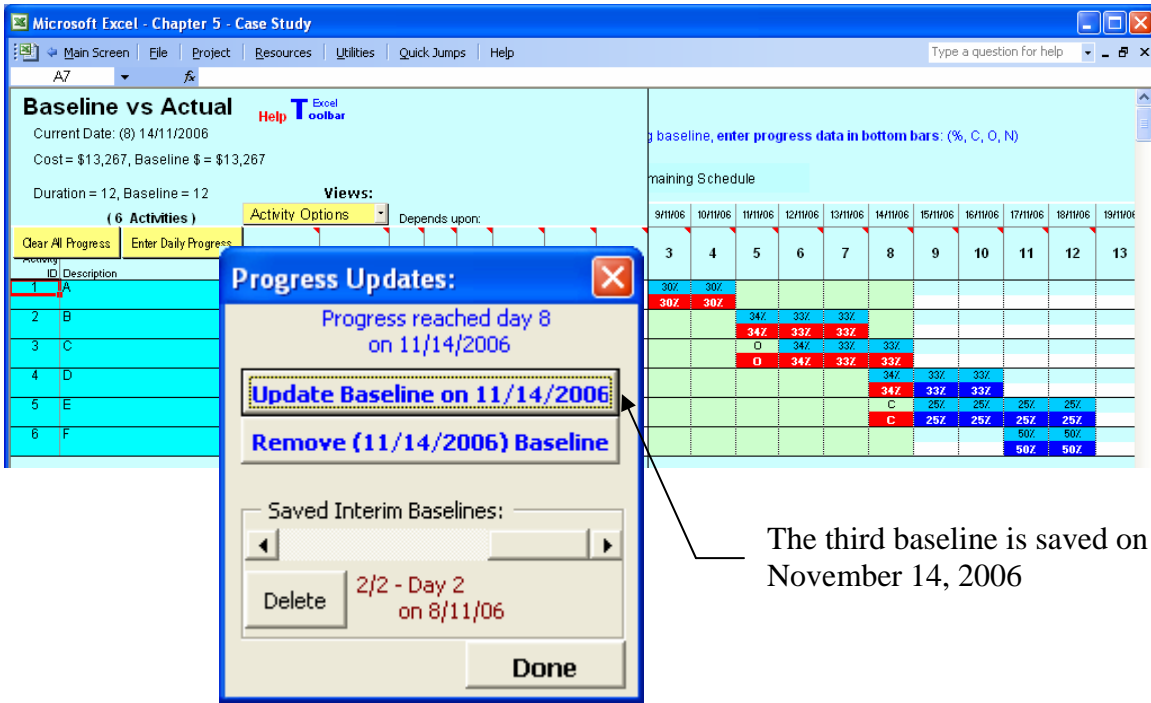 Microsoft Excel - Chapter 5 - Case Study
Main Screen File Project Resources Utilities Quick Jumps Help Type a question for help
A7 fx
Baseline vs Actual Help Excel Toolbar
Current Date: (8) 14/11/2006
baseline, enter progress data in bottom bars: (%, C, O, N)
Cost = $13,267, Baseline $ = $13,267
maining Schedule
Duration = 12, Baseline = 12 Views:
( 6 Activities ) Activity Options Depends upon:
9/11/06 10/11/06 11/11/06 12/11/06 13/11/06 14/11/06 15/11/06 16/11/06 17/11/06 18/11/06 19/11/06
Clear All Progress Enter Daily Progress
3 4 5 6 7 8 9 10 11 12 13
Activity
ID Description
1 A 30% 30%
30% 30%
2 B 34% 33% 33%
34% 33% 33%
3 C O 34% 33% 33%
O 34% 33% 33%
4 D 34% 33% 33%
34% 33% 33%
5 E C 25% 25% 25% 25%
C 25% 25% 25% 25%
6 F 50% 50%
50% 50%
Progress Updates:
Progress reached day 8
on 11/14/2006
Update Baseline on 11/14/2006
Remove (11/14/2006) Baseline
Saved Interim Baselines:
Delete
2/2 - Day 2
on 8/11/06
Done
The third baseline is saved on
November 14, 2006